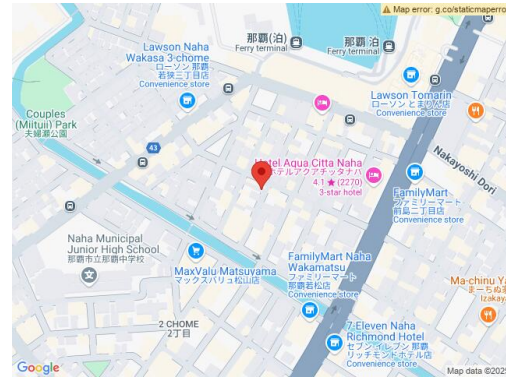 Map error: g.co/staticmaperro
那覇(泊)
Ferry terminal
那覇 泊
Ferry terminal
Lawson Naha
Wakasa 3-chome
ローソン 那覇
若狭三丁目店
Convenience store
Lawson Tomarin
ローソン とまりん店
Convenience store
Couples
(Miituii) Park
夫婦瀬公園
43
Nakayoshi Dori
Hotel Aqua Citta Naha
ホテルアクアチッタナハ
4.1 ★ (2270)
3-star hotel
FamilyMart
ファミリーマート
前島二丁目店
Convenience store
Naha Municipal
Junior High School
那覇市立那覇中学校
MaxValu Matsuyama
マックスバリュ松山店
FamilyMart Naha
Wakamatsu
ファミリーマート
那覇若松店
Convenience store
Ma-chinu Ya
まーちぬ
Izakaya
2 CHOME
2丁目
7-Eleven Naha
Richmond Hotel
セブン-イレブン 那覇
リッチモンドホテル店
Convenience store
Google
Map data ©2025